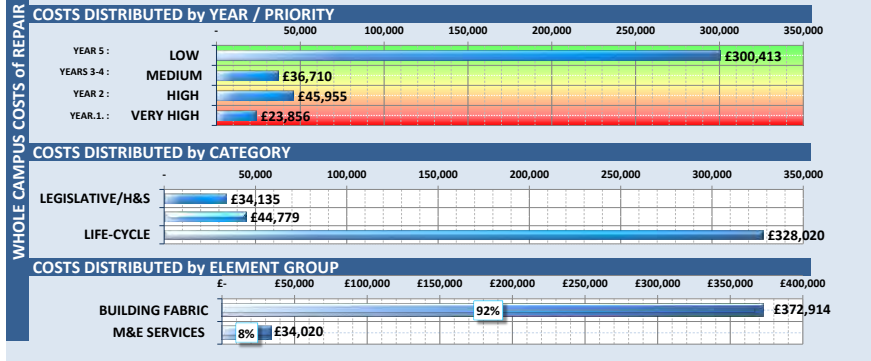 WHOLE CAMPUS COSTS of REPAIR
COSTS DISTRIBUTED by YEAR / PRIORITY
- 50,000 100,000 150,000 200,000 250,000 300,000 350,000
YEAR 5 : LOW £300,413
YEARS 3-4 : MEDIUM £36,710
YEAR 2 : HIGH £45,955
YEAR.1. : VERY HIGH £23,856
COSTS DISTRIBUTED by CATEGORY
- 50,000 100,000 150,000 200,000 250,000 300,000 350,000
LEGISLATIVE/H&S £34,135
£44,779
LIFE-CYCLE £328,020
COSTS DISTRIBUTED by ELEMENT GROUP
£- £50,000 £100,000 £150,000 £200,000 £250,000 £300,000 £350,000 £400,000
BUILDING FABRIC 92% £372,914
M&E SERVICES 8% £34,020